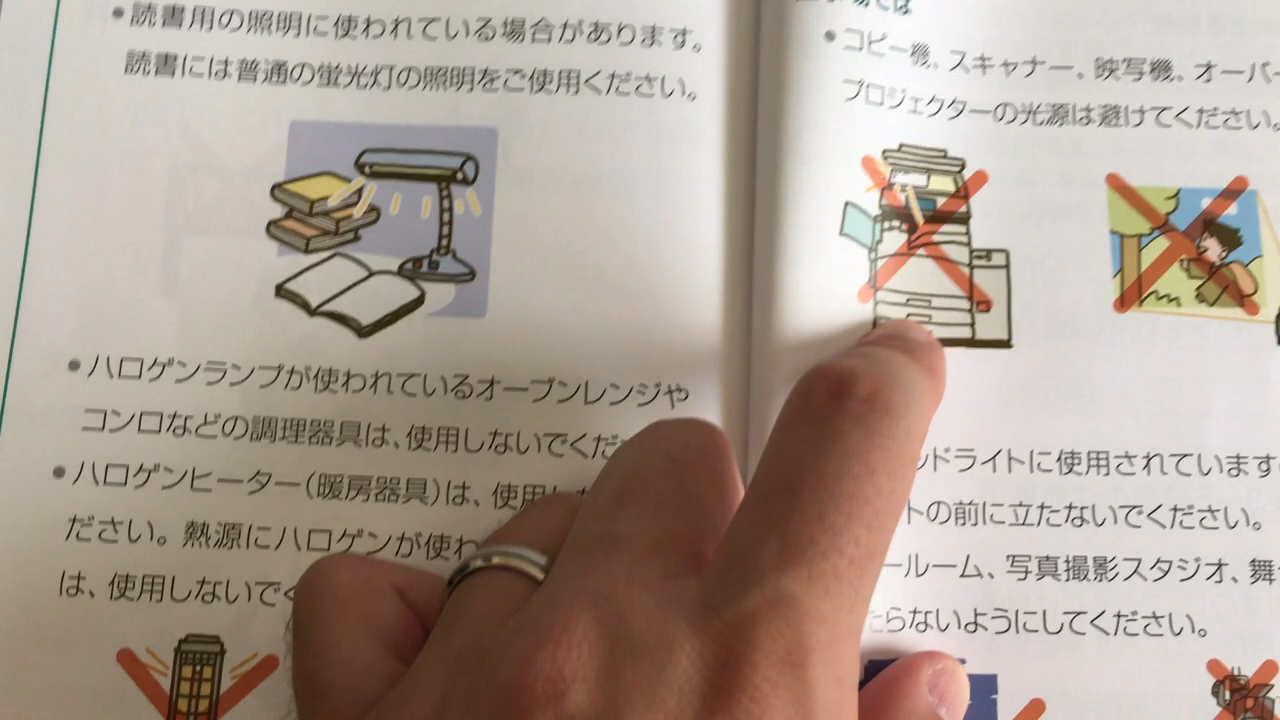 ●読書用の照明に使われている場合があります。
読書には普通の蛍光灯の照明をご使用ください。
●ハロゲンランプが使われているオーブンレンジや
コンロなどの調理器具は、使用しないでくだ
●ハロゲンヒーター(暖房器具)は、使用し
ださい。熱源にハロゲンが使わ
は、使用しないでく
では
●コピー機、スキャナー、映写機、オーバー
プロジェクターの光源は避けてください。
ッドライトに使用されています
トの前に立たないでください。
ールーム、写真撮影スタジオ、舞
たらないようにしてください。